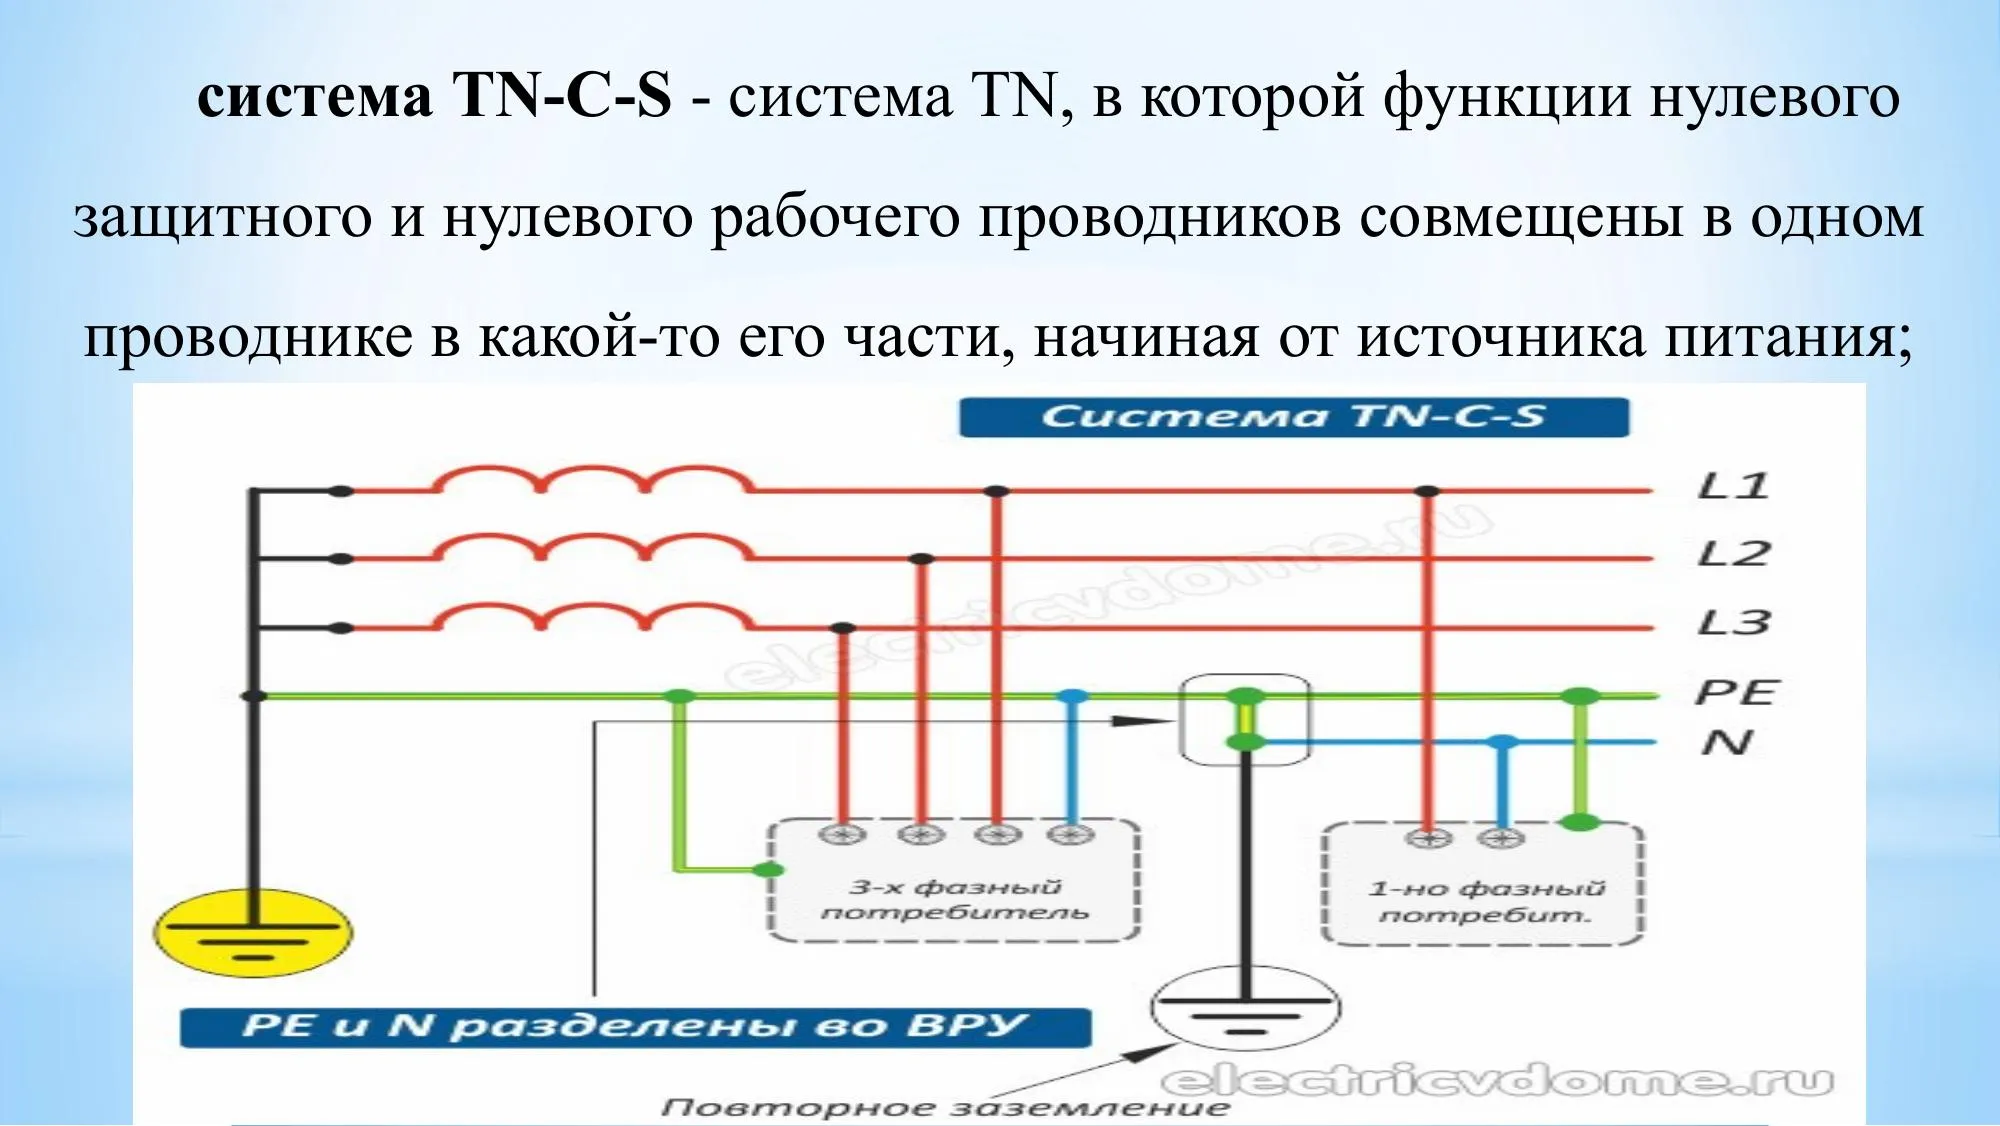 система TN-C-S - система TN, в которой функции нулевого
защитного и нулевого рабочего проводников совмещены в одном
проводнике в какой-то его части, начиная от источника питания;
Система TN-C-S
L1
L2
L3
PE
N
electricvdome.ru
3-х фазный
потребитель
1-но фазный
потребит.
PE и N разделены во ВРУ
electricvdome.ru
Повторное заземление